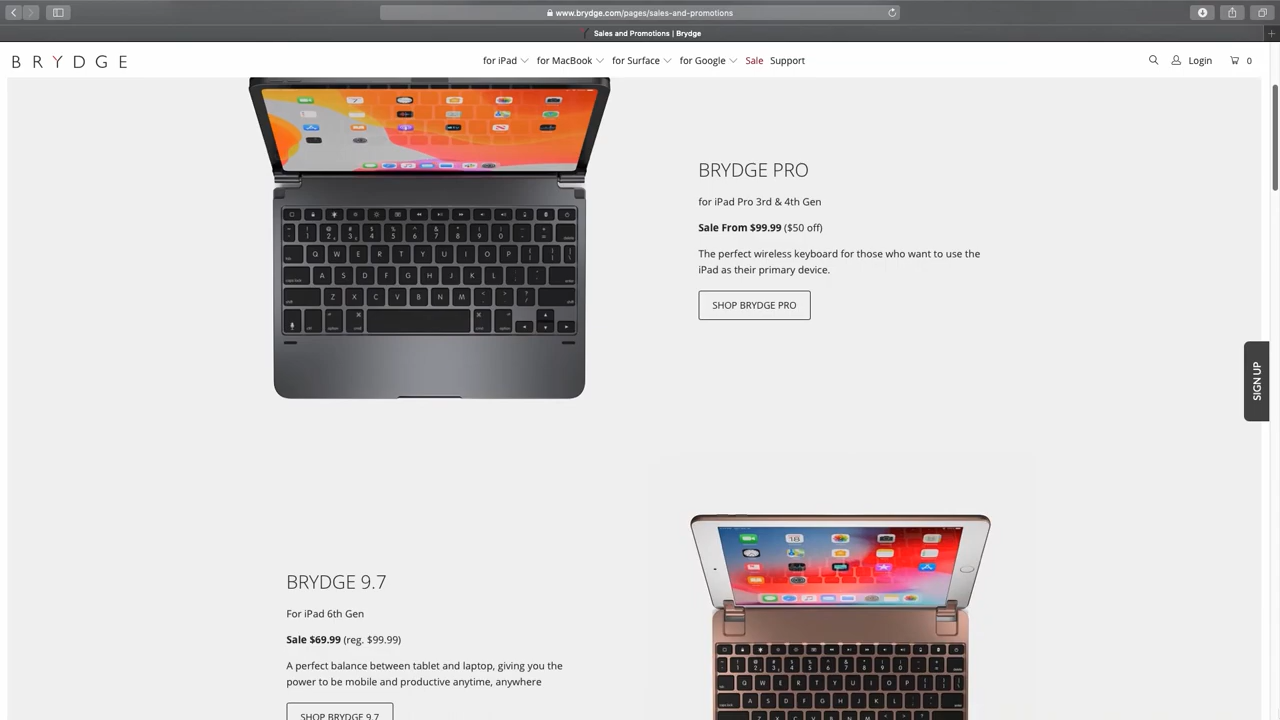 www.brydge.com/pages/sales-and-promotions
Sales and Promotions | Brydge
BRYDGE
for iPad
for MacBook
for Surface
for Google
Sale
Support
Login
0
BRYDGE PRO
for iPad Pro 3rd & 4th Gen
Sale From $99.99 ($50 off)
The perfect wireless keyboard for those who want to use the
iPad as their primary device.
SHOP BRYDGE PRO
SIGN UP
BRYDGE 9.7
For iPad 6th Gen
Sale $69.99 (reg. $99.99)
A perfect balance between tablet and laptop, giving you the
power to be mobile and productive anytime, anywhere
SHOP BRYDGE 9.7
Q W E R T Y U I O P
A S D F G H J K L
Z X C V B N M
Q W E R T Y U I O P
A S D F G H J K L